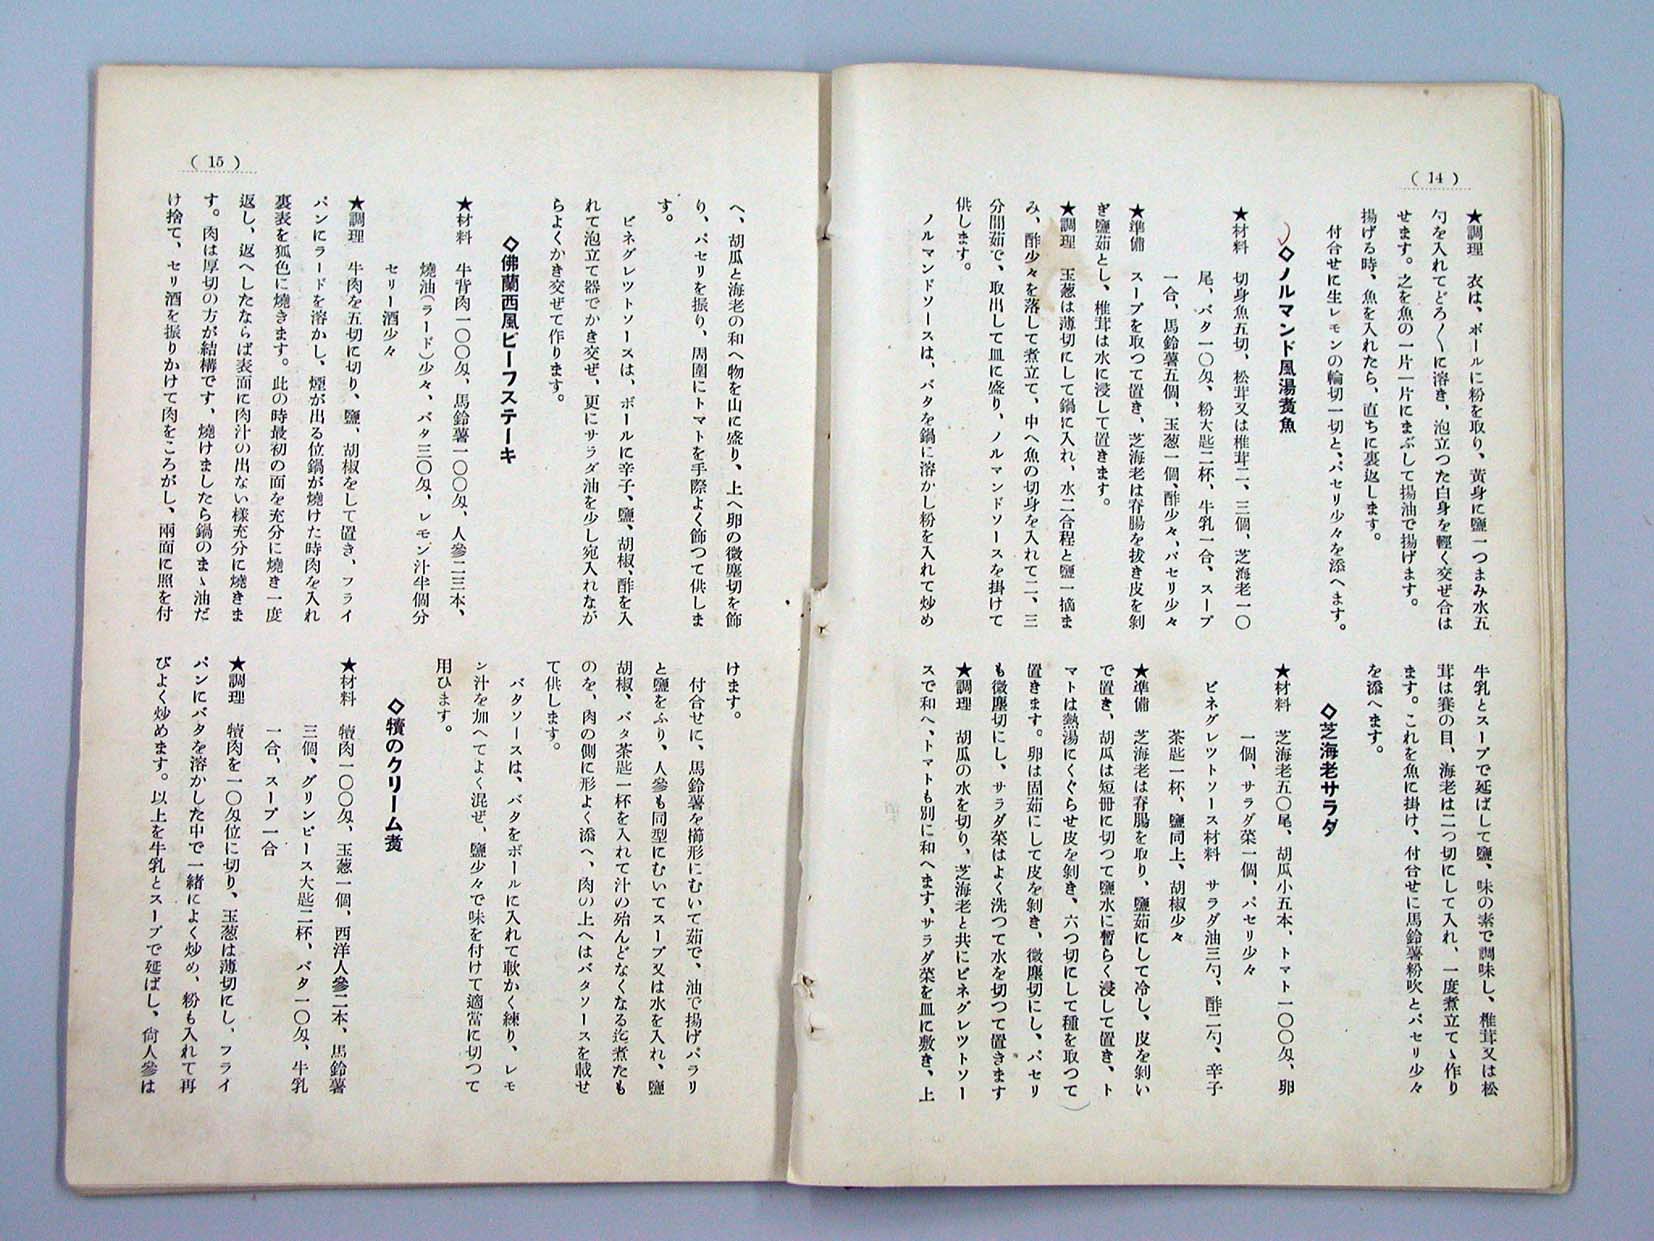 (14)
★調理　衣は、ボールに粉を取り、黄身に鹽一つまみ水五
勺を入れてどろ〱に溶き、泡立つた白身を輕く交ぜ合は
せます。之を魚の一片一片にまぶして揚油で揚げます。
揚げる時、魚を入れたら、直ちに裏返します。
付合せに生レモンの輪切一切と、パセリ少々を添へます。
◇ノルマンド風湯煮魚
★材料　切身魚五切、松茸又は椎茸二、三個、芝海老一〇
尾、バタ一〇匁、粉大匙二杯、牛乳一合、スープ
一合、馬鈴薯五個、玉葱一個、酢少々、パセリ少々
★準備　スープを取つて置き、芝海老は脊腸を拔き皮を剝
ぎ鹽茹とし、椎茸は水に浸して置きます。
★調理　玉葱は薄切にして鍋に入れ、水二合程と鹽一摘ま
み、酢少々を落して煮立て、中へ魚の切身を入れて二、三
分間茹で、取出して皿に盛り、ノルマンドソースを掛けて
供します。
ノルマンドソースは、バタを鍋に溶かし粉を入れて炒め
牛乳とスープで延ばして鹽、味の素で調味し、椎茸又は松
茸は賽の目、海老は二つ切にして入れ、一度煮立てゝ作り
ます。これを魚に掛け、付合せに馬鈴薯粉吹とパセリ少々
を添へます。
◇芝海老サラダ
★材料　芝海老五〇尾、胡瓜小五本、トマト一〇〇匁、卵
一個、サラダ菜一個、パセリ少々
ビネグレツトソース材料　サラダ油三勺、酢二勺、辛子
茶匙一杯、鹽同上、胡椒少々
★準備　芝海老は脊腸を取り、鹽茹にして冷し、皮を剝い
で置き、胡瓜は短册に切つて鹽水に暫らく浸して置き、ト
マトは熱湯にくぐらせ皮を剝き、六つ切にして種を取つて
置きます。卵は固茹にして皮を剝き、微塵切にし、パセリ
も微塵切にし、サラダ菜はよく洗つて水を切つて置きます
★調理　胡瓜の水を切り、芝海老と共にビネグレツトソー
スで和へ、トマトも別に和へます、サラダ菜を皿に敷き、上
(15)
へ、胡瓜と海老の和へ物を山に盛り、上へ卵の微塵切を飾
り、パセリを振り、周圍にトマトを手際よく飾つて供しま
す。
ビネグレツトソースは、ボールに辛子、鹽、胡椒、酢を入
れて泡立て器でかき交ぜ、更にサラダ油を少し宛入れなが
らよくかき交ぜて作ります。
◇佛蘭西風ビーフステーキ
★材料　牛背肉一〇〇匁、馬鈴薯一〇〇匁、人參二三本、
燒油(ラード)少々、バタ三〇匁、レモン汁半個分
セリー酒少々
★調理　牛肉を五切に切り、鹽、胡椒をして置き、フライ
パンにラードを溶かし、煙が出る位鍋が燒けた時肉を入れ
裏表を狐色に燒きます。此の時最初の面を充分に燒き一度
返し、返へしたならば表面に肉汁の出ない樣充分に燒きま
す。肉は厚切の方が結構です、燒けましたら鍋のまゝ油だ
け捨て、セリ酒を振りかけて肉をころがし、兩面に照を付
けます。
付合せに、馬鈴薯を櫛形にむいて茹で、油で揚げパラリ
と鹽をふり、人參も同型にむいてスープ又は水を入れ、鹽
胡椒、バタ茶匙一杯を入れて汁の殆んどなくなる迄煮たも
のを、肉の側に形よく添へ、肉の上へはバタソースを載せ
て供します。
バタソースは、バタをボールに入れて軟かく練り、レモ
ン汁を加へてよく混ぜ、鹽少々で味を付けて適當に切つて
用ひます。
◇犢のクリーム煮
★材料　犢肉一〇〇匁、玉葱一個、西洋人參二本、馬鈴薯
三個、グリンピース大匙二杯、バタ一〇匁、牛乳
一合、スープ一合
★調理　犢肉を一〇匁位に切り、玉葱は薄切にし、フライ
パンにバタを溶かした中で一緒によく炒め、粉も入れて再
びよく炒めます。以上を牛乳とスープで延ばし、尙人參は